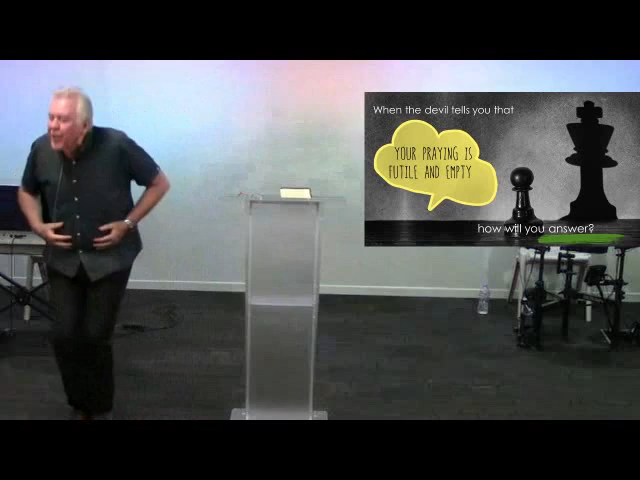 When the devil tells you that
YOUR PRAYING IS
FUTILE AND EMPTY
how will you answer?